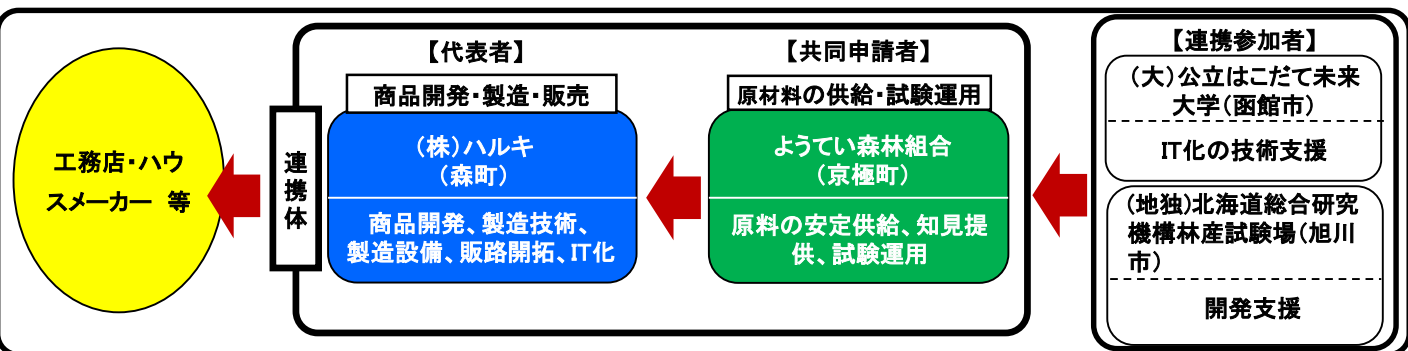 工務店・ハウ
スメーカー 等
連
携
体
【代表者】
商品開発・製造・販売
(株)ハルキ
(森町)
商品開発、製造技術、
製造設備、販路開拓、IT化
【共同申請者】
原材料の供給・試験運用
ようてい森林組合
(京極町)
原料の安定供給、知見提
供、試験運用
【連携参加者】
(大)公立はこだて未来
大学(函館市)
IT化の技術支援
(地独)北海道総合研究
機構林産試験場(旭川
市)
開発支援